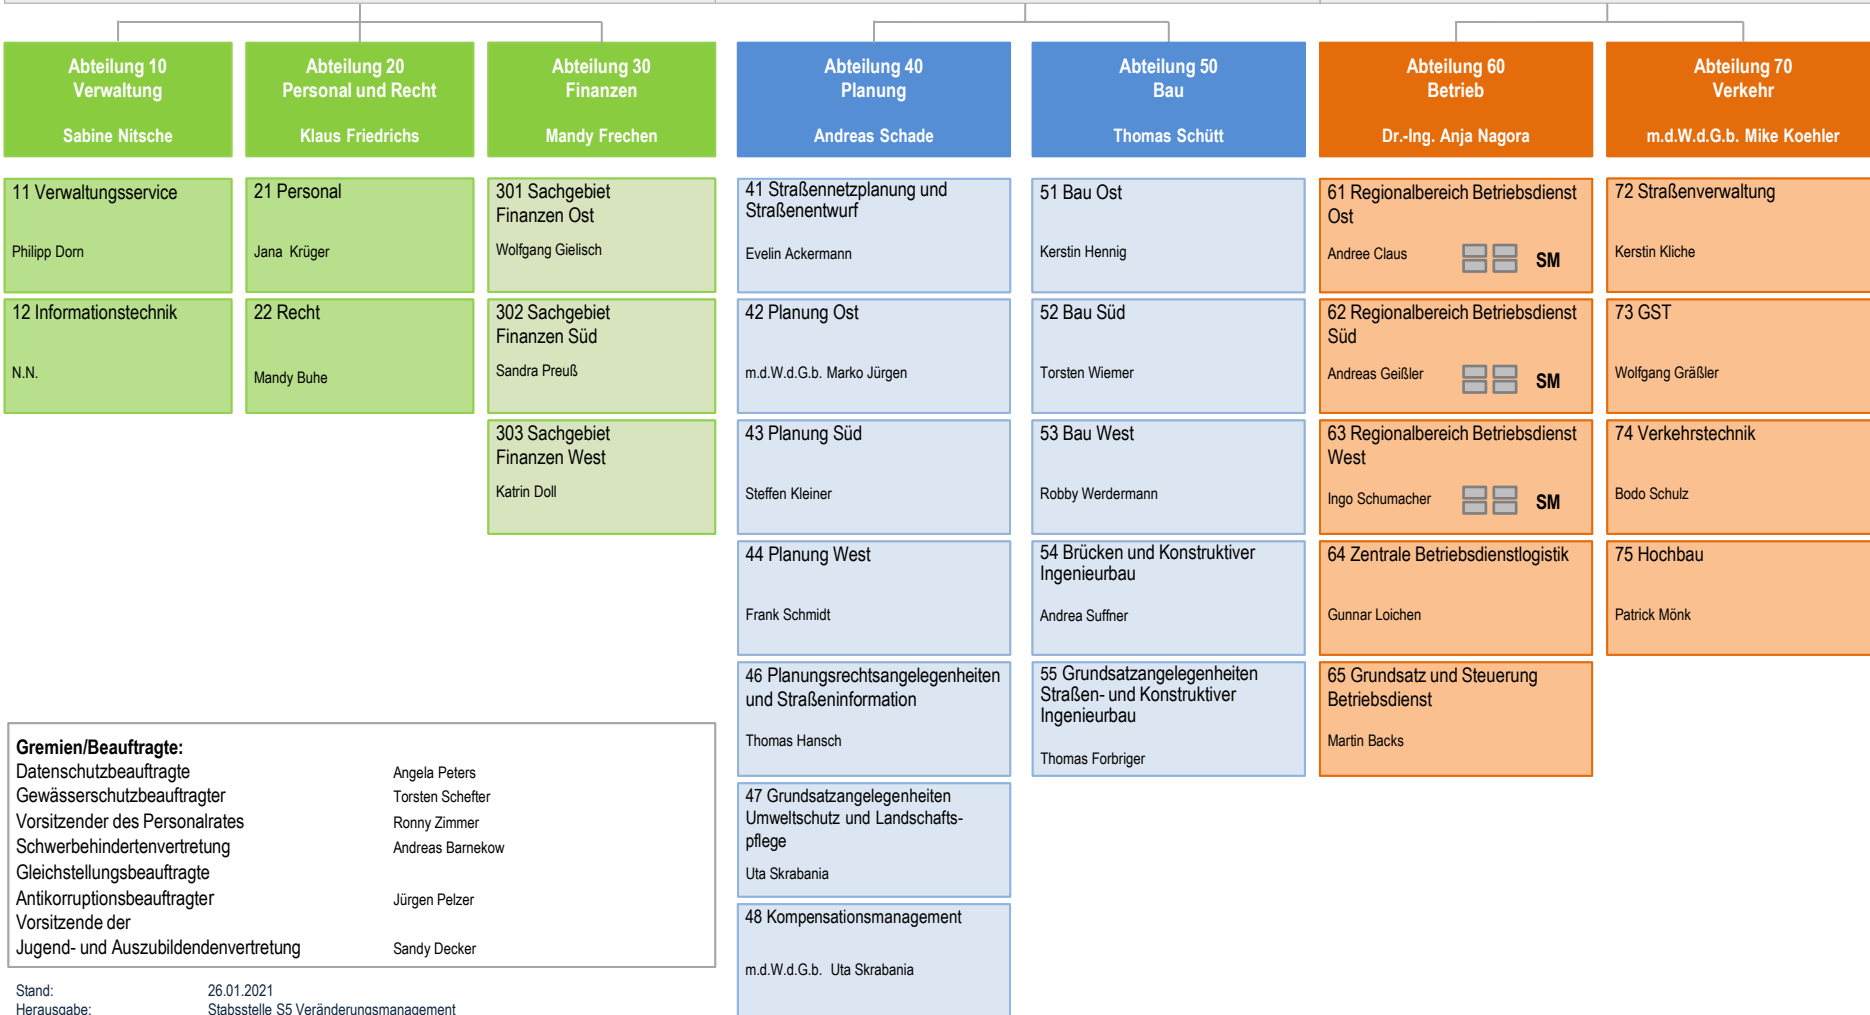 Abteilung 10
Verwaltung
Sabine Nitsche
11 Verwaltungsservice
Philipp Dorn
12 Informationstechnik
N.N.
Abteilung 20
Personal und Recht
Klaus Friedrichs
21 Personal
Jana Krüger
22 Recht
Mandy Buhe
Abteilung 30
Finanzen
Mandy Frechen
301 Sachgebiet
Finanzen Ost
Wolfgang Gielisch
302 Sachgebiet
Finanzen Süd
Sandra Preuß
303 Sachgebiet
Finanzen West
Katrin Doll
Abteilung 40
Planung
Andreas Schade
41 Straßennetzplanung und
Straßenentwurf
Evelin Ackermann
42 Planung Ost
m.d.W.d.G.b. Marko Jürgen
43 Planung Süd
Steffen Kleiner
44 Planung West
Frank Schmidt
46 Planungsrechtsangelegenheiten
und Straßeninformation
Thomas Hansch
47 Grundsatzangelegenheiten
Umweltschutz und Landschafts-
pflege
Uta Skrabania
48 Kompensationsmanagement
m.d.W.d.G.b. Uta Skrabania
Abteilung 50
Bau
Thomas Schütt
51 Bau Ost
Kerstin Hennig
52 Bau Süd
Torsten Wiemer
53 Bau West
Robby Werdermann
54 Brücken und Konstruktiver
Ingenieurbau
Andrea Suffner
55 Grundsatzangelegenheiten
Straßen- und Konstruktiver
Ingenieurbau
Thomas Forbriger
Abteilung 60
Betrieb
Dr.-Ing. Anja Nagora
61 Regionalbereich Betriebsdienst
Ost
Andree Claus SM
62 Regionalbereich Betriebsdienst
Süd
Andreas Geißler SM
63 Regionalbereich Betriebsdienst
West
Ingo Schumacher SM
64 Zentrale Betriebsdienstlogistik
Gunnar Loichen
65 Grundsatz und Steuerung
Betriebsdienst
Martin Backs
Abteilung 70
Verkehr
m.d.W.d.G.b. Mike Koehler
72 Straßenverwaltung
Kerstin Kliche
73 GST
Wolfgang Gräßler
74 Verkehrstechnik
Bodo Schulz
75 Hochbau
Patrick Mönk
Gremien/Beauftragte:
Datenschutzbeauftragte Angela Peters
Gewässerschutzbeauftragter Torsten Schefter
Vorsitzender des Personalrates Ronny Zimmer
Schwerbehindertenvertretung Andreas Barnekow
Gleichstellungsbeauftragte
Antikorruptionsbeauftragter Jürgen Pelzer
Vorsitzende der
Jugend- und Auszubildendenvertretung Sandy Decker
Stand: 26.01.2021
Herausgabe: Stabsstelle S5 Veränderungsmanagement